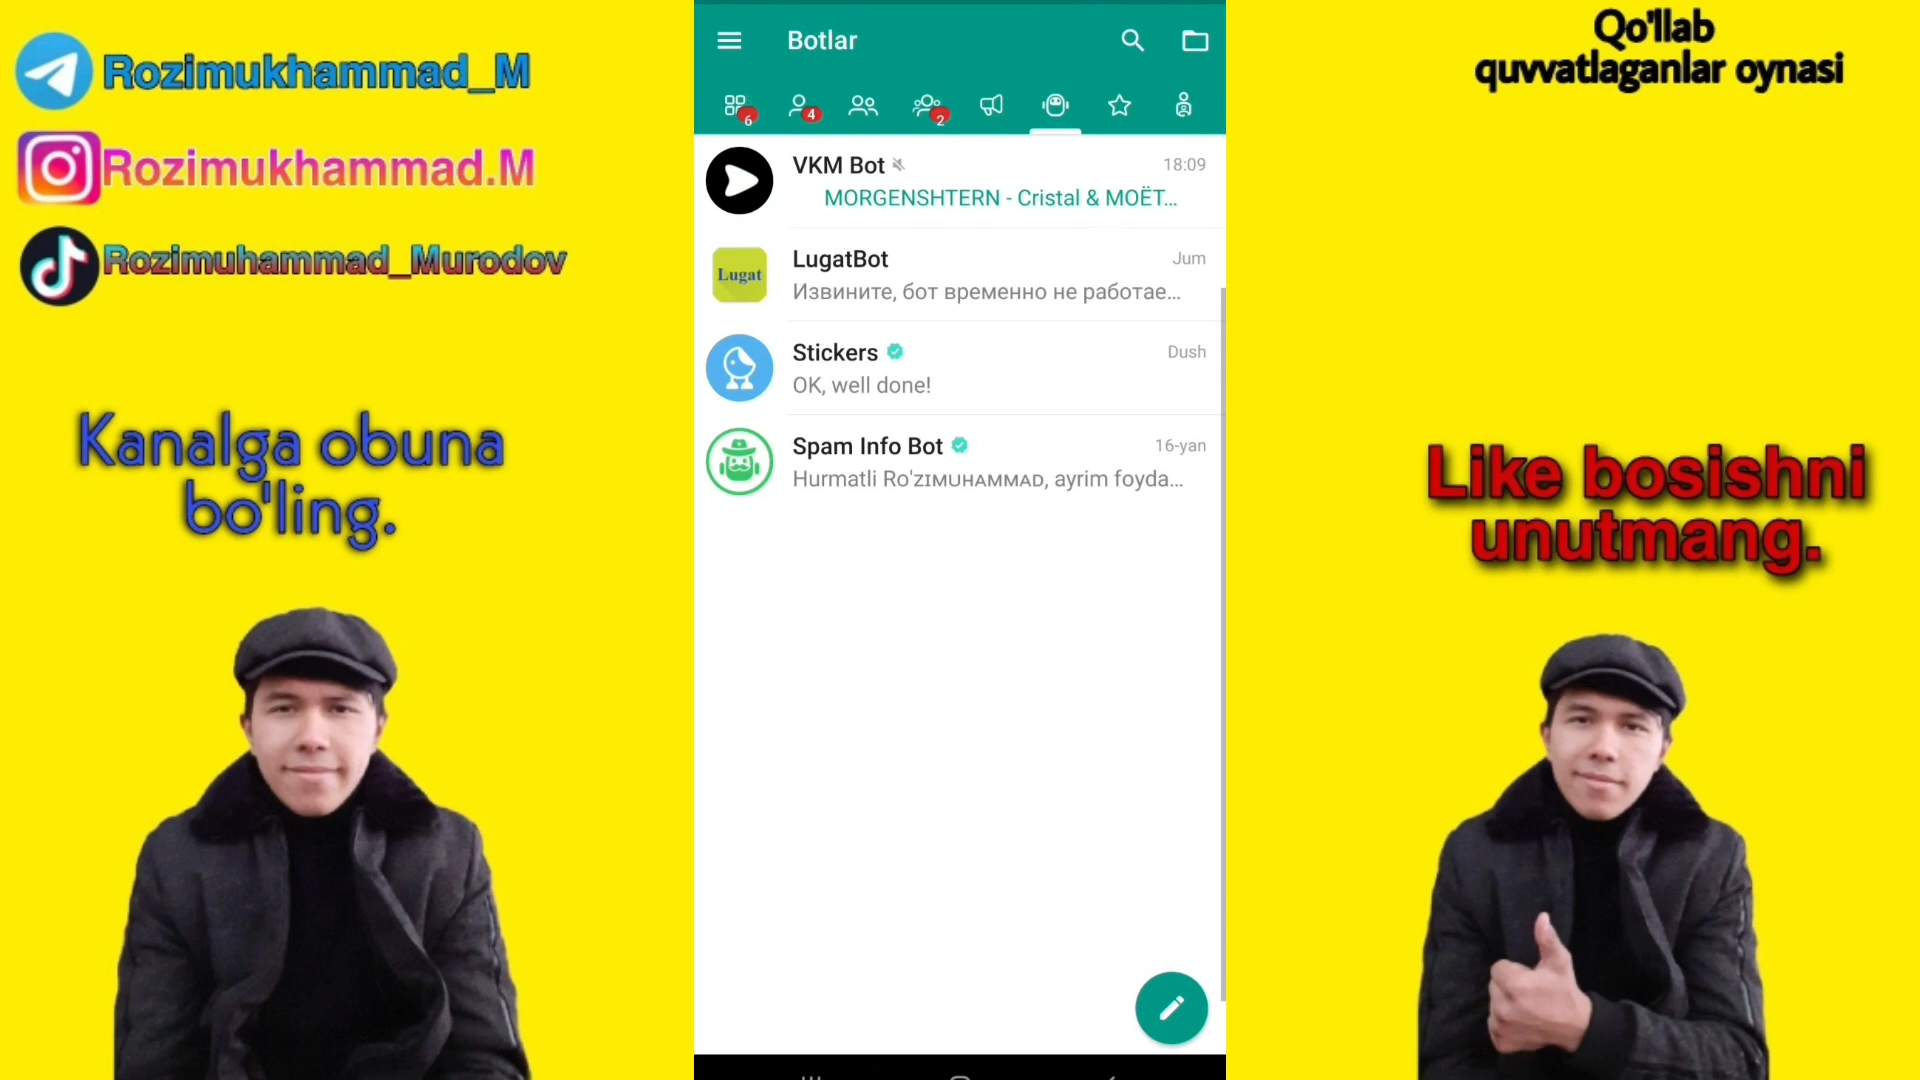 Rozimukhammad_M
Rozimukhammad.M
Rozimuhammad_Murodov
Kanalga obuna
bo'ling.
Botlar
6
4
2
VKM Bot
18:09
MORGENSHTERN - Cristal & MOЁT...
LugatBot
Jum
Lugat
Извините, бот временно не работае...
Stickers
Dush
OK, well done!
Spam Info Bot
16-yan
Hurmatli Ro'zɪᴍᴜʜᴀᴍᴍᴀᴅ, ayrim foyda...
Qo'llab
quvvatlaganlar oynasi
Like bosishni
unutmang.